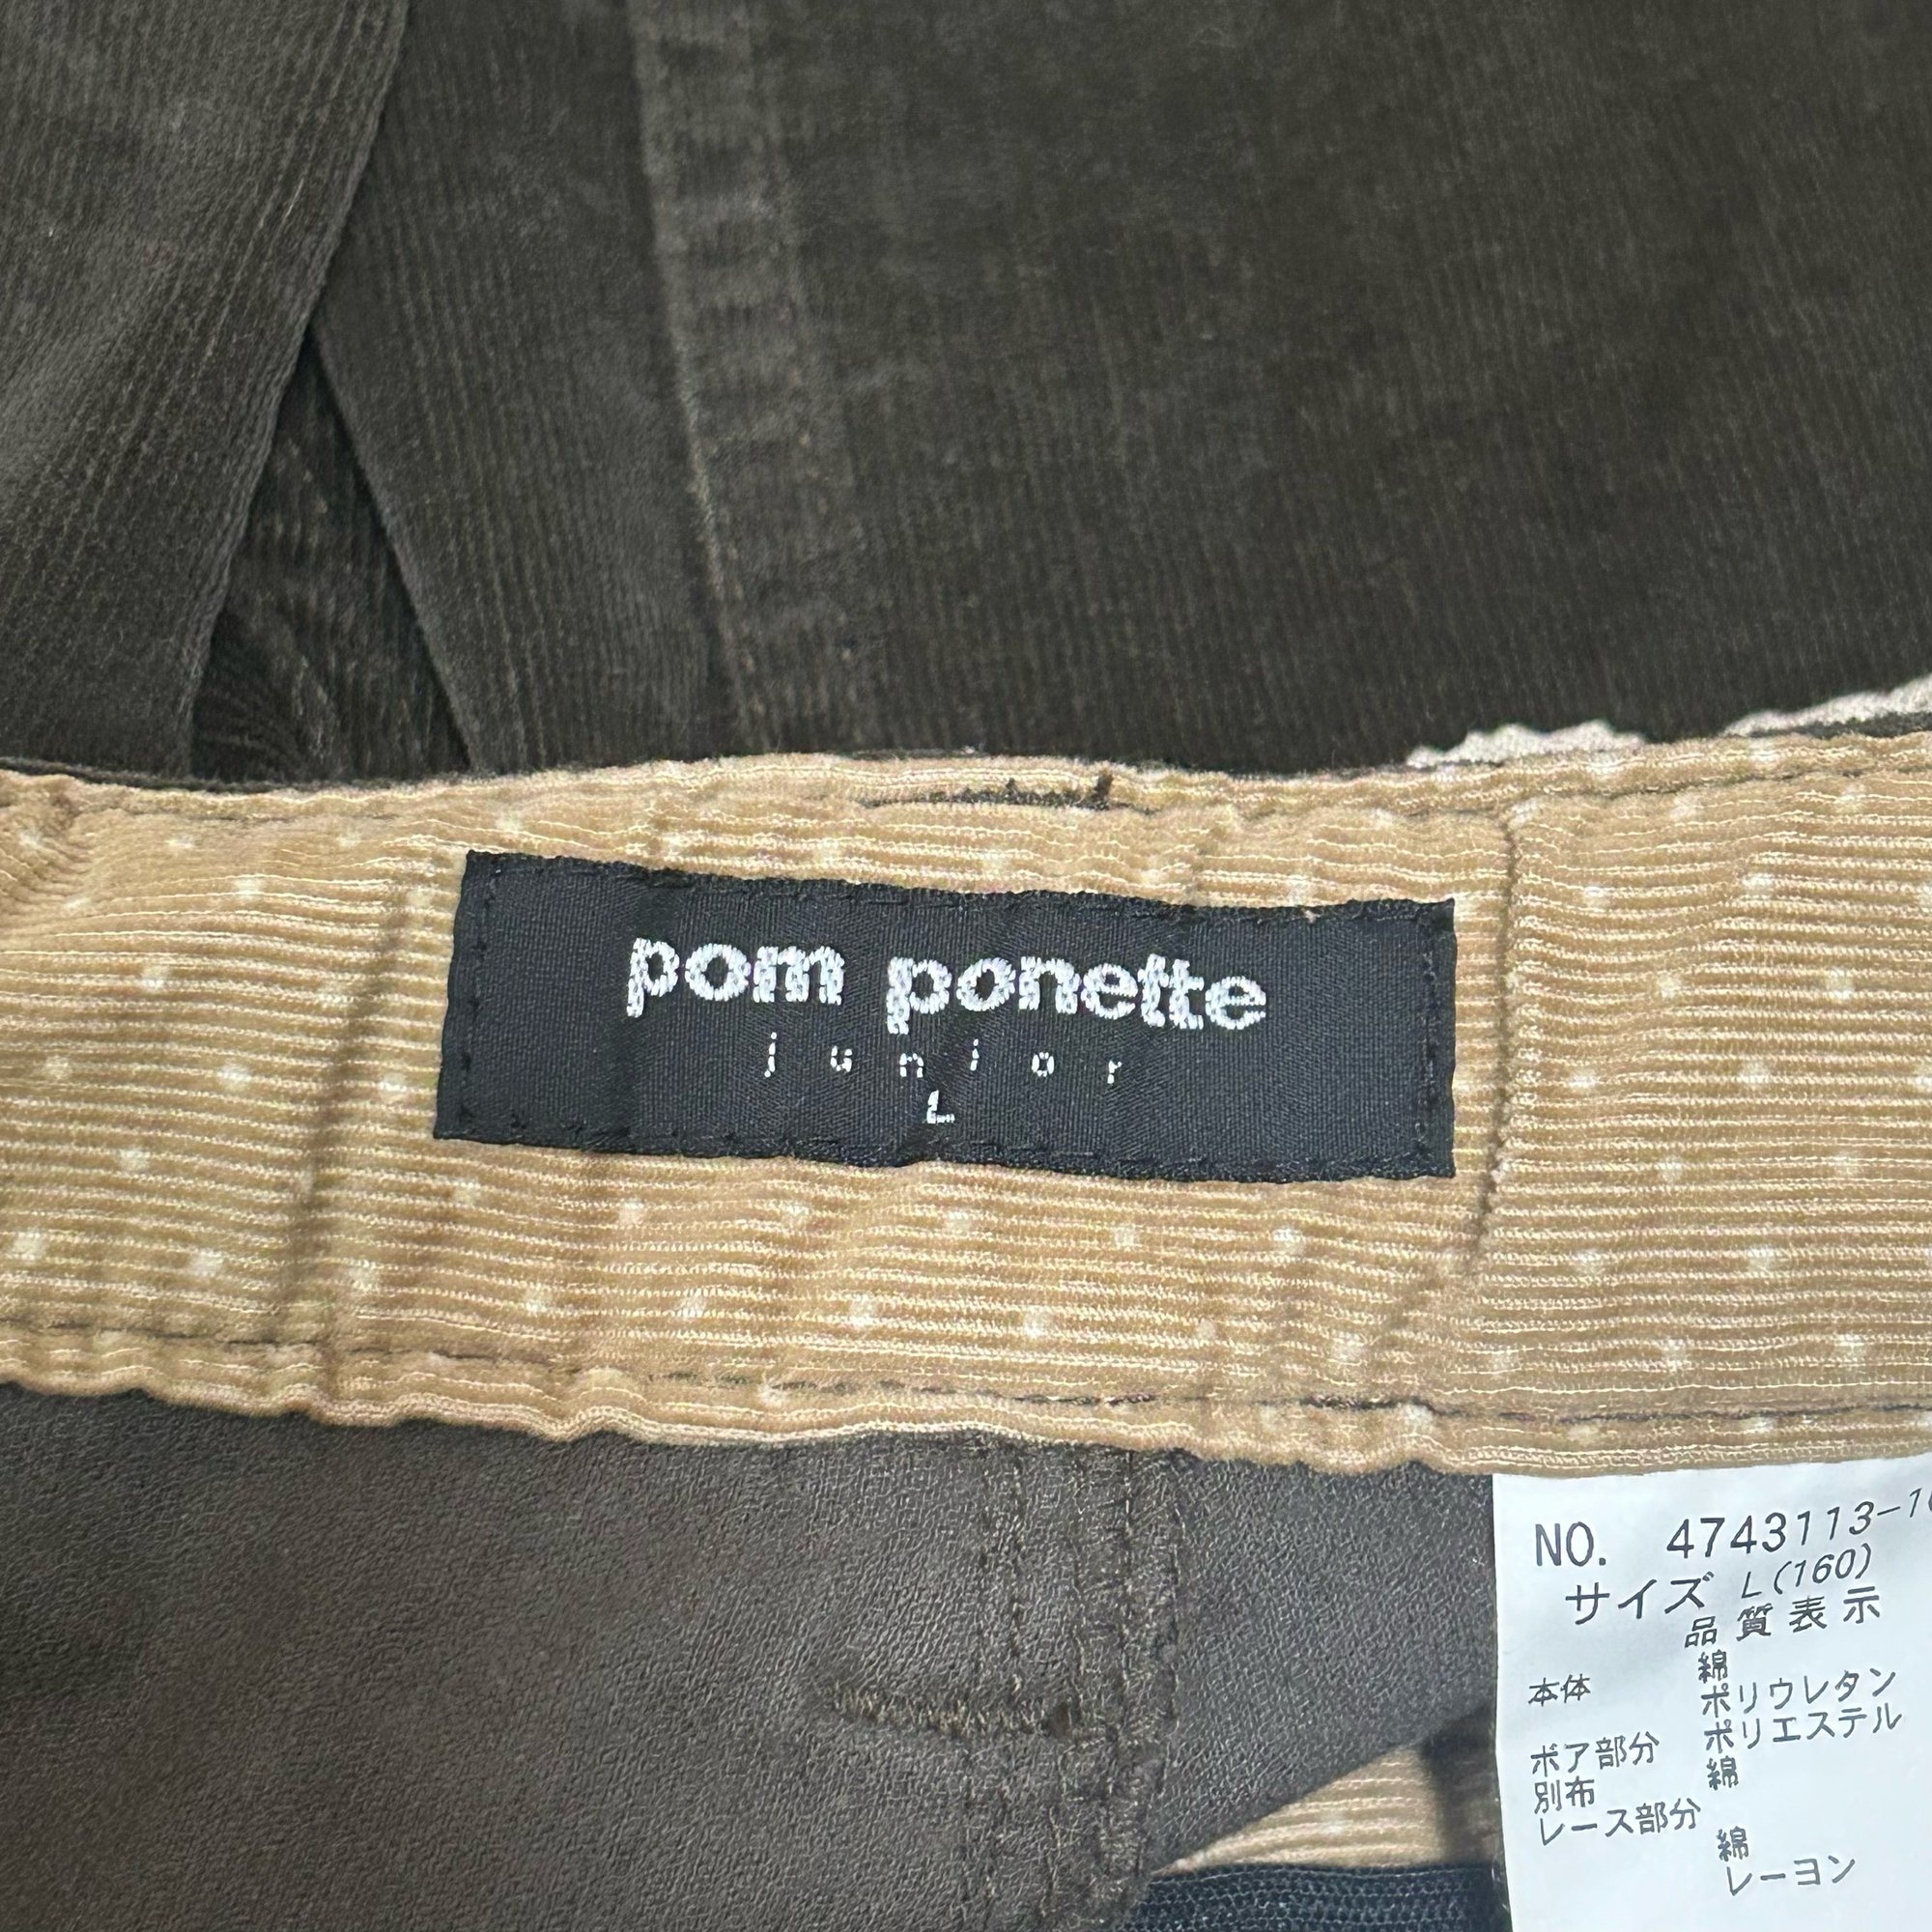 pom ponette
junior
L
NO. 4743113-1
サイズ L(160)
品質表示
綿
本体 ポリウレタン
ボア部分 ポリエステル
別布 綿
レース部分
綿
レーヨン